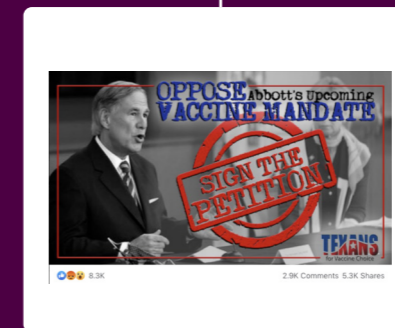 OPPOSE Abbott's Upcoming
VACCINE MANDATE
SIGN THE
PETITION
TEXANS
for Vaccine Choice
8.3K
2.9K Comments 5.3K Shares